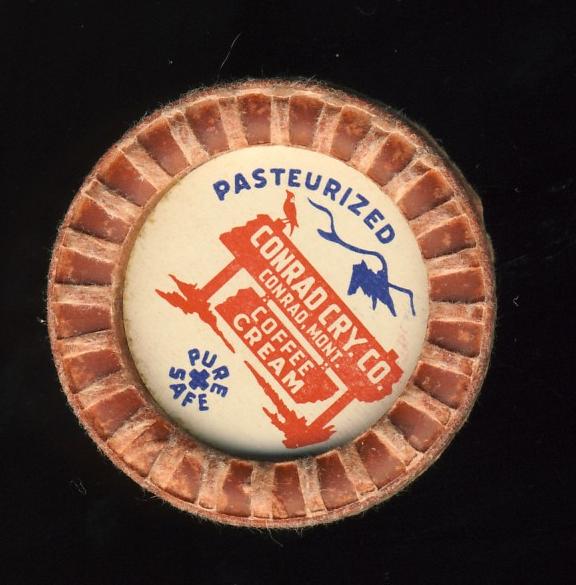 PASTEURIZED
CONRAD CRY. CO.
CONRAD, MONT.
COFFEE
CREAM
PURE
SAFE